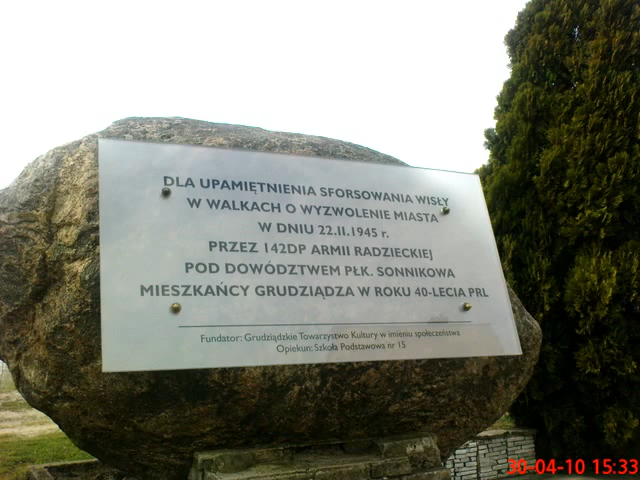 DLA UPAMIĘTNIENIA SFORSOWANIA WISŁY
W WALKACH O WYZWOLENIE MIASTA
W DNIU 22.II.1945 r.
PRZEZ 142DP ARMII RADZIECKIEJ
POD DOWÓDZTWEM PŁK. SONNIKOWA
MIESZKAŃCY GRUDZIĄDZA W ROKU 40-LECIA PRL
Fundator: Grudziądzkie Towarzystwo Kultury w imieniu społeczeństwa
Opiekun: Szkoła Podstawowa nr 15
30-04-10 15:33